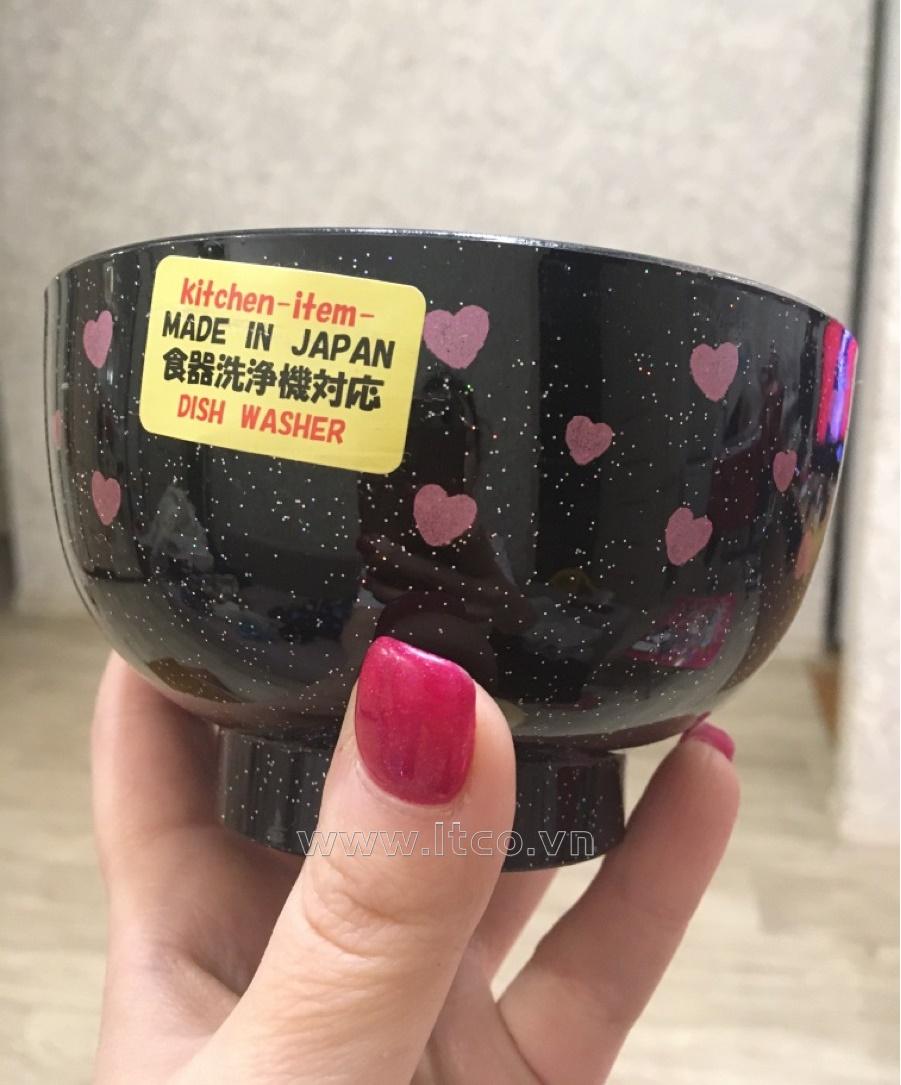 kitchen-item-
MADE IN JAPAN
食器洗浄機対応
DISH WASHER
www.ltco.vn